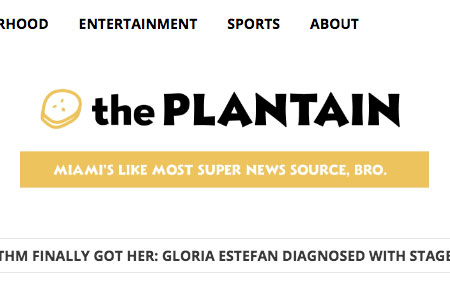 RHOOD ENTERTAINMENT SPORTS ABOUT
the PLANTAIN
MIAMI'S LIKE MOST SUPER NEWS SOURCE, BRO.
THM FINALLY GOT HER: GLORIA ESTEFAN DIAGNOSED WITH STAGE